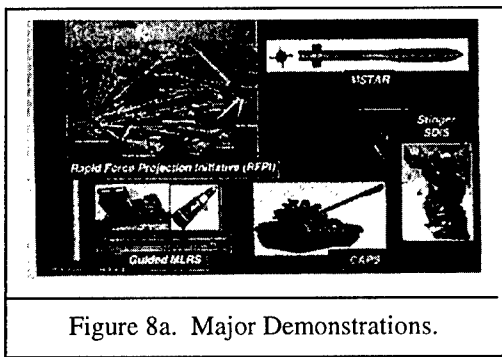 MSTAR
Stinger
SDIS
Rapid Force Projection Initiative (RFPI)
Guided MLRS
CAPS
Figure 8a. Major Demonstrations.